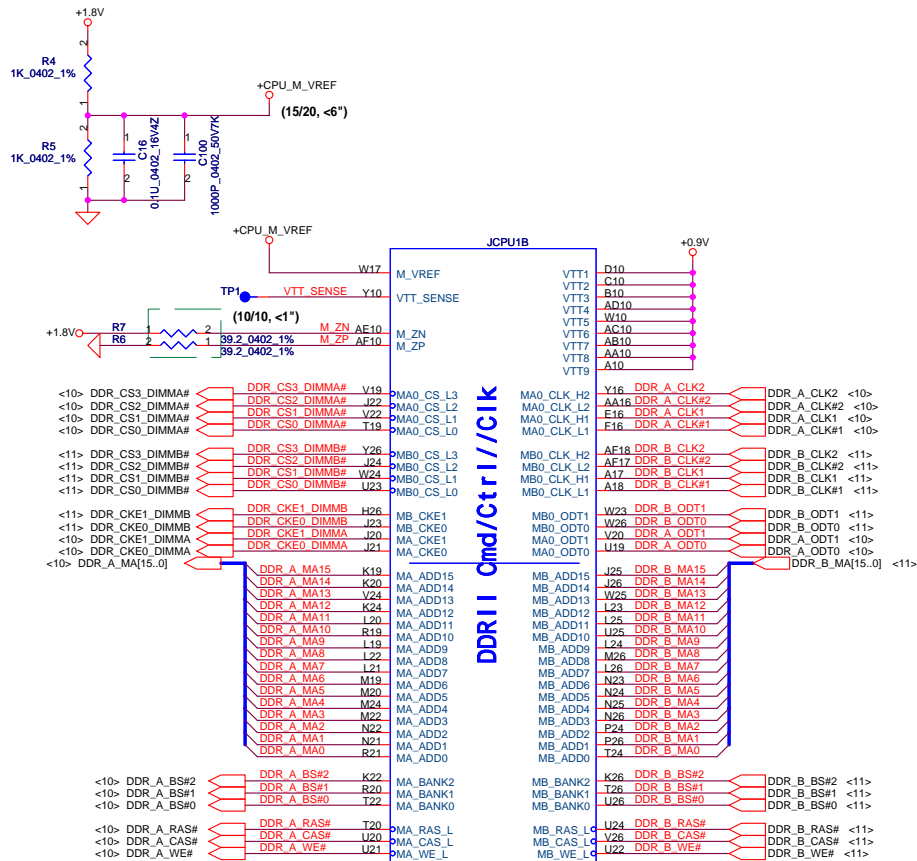 +1.8V
2
R4
1K_0402_1%
1
+CPU_M_VREF
(15/20, <6")
2
R5
1K_0402_1%
1
1
C16
0.1U_0402_16V4Z
2
1
C100
1000P_0402_50V7K
2
+CPU_M_VREF
JCPU1B
+0.9V
W17 M_VREF VTT1 D10
VTT2 C10
TP1 VTT_SENSE Y10 VTT_SENSE VTT3 B10
VTT4 AD10
(10/10, <1") VTT5 W10
+1.8V R7 1 2 M_ZN AE10 M_ZN VTT6 AC10
39.2_0402_1%
R6 2 1 M_ZP AF10 M_ZP VTT7 AB10
39.2_0402_1%
VTT8 AA10
VTT9 A10
<10> DDR_CS3_DIMMA# DDR_CS3_DIMMA# V19 MA0_CS_L3 MA0_CLK_H2 Y16 DDR_A_CLK2 DDR_A_CLK2 <10>
<10> DDR_CS2_DIMMA# DDR_CS2_DIMMA# J22 MA0_CS_L2 MA0_CLK_L2 AA16 DDR_A_CLK#2 DDR_A_CLK#2 <10>
<10> DDR_CS1_DIMMA# DDR_CS1_DIMMA# V22 MA0_CS_L1 MA0_CLK_H1 E16 DDR_A_CLK1 DDR_A_CLK1 <10>
<10> DDR_CS0_DIMMA# DDR_CS0_DIMMA# T19 MA0_CS_L0 MA0_CLK_L1 F16 DDR_A_CLK#1 DDR_A_CLK#1 <10>
<11> DDR_CS3_DIMMB# DDR_CS3_DIMMB# Y26 MB0_CS_L3 MB0_CLK_H2 AF18 DDR_B_CLK2 DDR_B_CLK2 <11>
<11> DDR_CS2_DIMMB# DDR_CS2_DIMMB# J24 MB0_CS_L2 MB0_CLK_L2 AF17 DDR_B_CLK#2 DDR_B_CLK#2 <11>
<11> DDR_CS1_DIMMB# DDR_CS1_DIMMB# W24 MB0_CS_L1 MB0_CLK_H1 A17 DDR_B_CLK1 DDR_B_CLK1 <11>
<11> DDR_CS0_DIMMB# DDR_CS0_DIMMB# U23 MB0_CS_L0 MB0_CLK_L1 A18 DDR_B_CLK#1 DDR_B_CLK#1 <11>
<11> DDR_CKE1_DIMMB DDR_CKE1_DIMMB H26 MB_CKE1 MB0_ODT1 W23 DDR_B_ODT1 DDR_B_ODT1 <11>
<11> DDR_CKE0_DIMMB DDR_CKE0_DIMMB J23 MB_CKE0 MB0_ODT0 W26 DDR_B_ODT0 DDR_B_ODT0 <11>
<10> DDR_CKE1_DIMMA DDR_CKE1_DIMMA J20 MA_CKE1 MA0_ODT1 V20 DDR_A_ODT1 DDR_A_ODT1 <10>
<10> DDR_CKE0_DIMMA DDR_CKE0_DIMMA J21 MA_CKE0 MA0_ODT0 U19 DDR_A_ODT0 DDR_A_ODT0 <10>
<10> DDR_A_MA[15..0] DDR_B_MA[15..0] <11>
DDRII Cmd/Ctrl//Clk
DDR_A_MA15 K19 MA_ADD15 MB_ADD15 J25 DDR_B_MA15
DDR_A_MA14 K20 MA_ADD14 MB_ADD14 J26 DDR_B_MA14
DDR_A_MA13 V24 MA_ADD13 MB_ADD13 W25 DDR_B_MA13
DDR_A_MA12 K24 MA_ADD12 MB_ADD12 L23 DDR_B_MA12
DDR_A_MA11 L20 MA_ADD11 MB_ADD11 L25 DDR_B_MA11
DDR_A_MA10 R19 MA_ADD10 MB_ADD10 U25 DDR_B_MA10
DDR_A_MA9 L19 MA_ADD9 MB_ADD9 L24 DDR_B_MA9
DDR_A_MA8 L22 MA_ADD8 MB_ADD8 M26 DDR_B_MA8
DDR_A_MA7 L21 MA_ADD7 MB_ADD7 L26 DDR_B_MA7
DDR_A_MA6 M19 MA_ADD6 MB_ADD6 N23 DDR_B_MA6
DDR_A_MA5 M20 MA_ADD5 MB_ADD5 N24 DDR_B_MA5
DDR_A_MA4 M24 MA_ADD4 MB_ADD4 N25 DDR_B_MA4
DDR_A_MA3 M22 MA_ADD3 MB_ADD3 N26 DDR_B_MA3
DDR_A_MA2 N22 MA_ADD2 MB_ADD2 P24 DDR_B_MA2
DDR_A_MA1 N21 MA_ADD1 MB_ADD1 P26 DDR_B_MA1
DDR_A_MA0 R21 MA_ADD0 MB_ADD0 T24 DDR_B_MA0
<10> DDR_A_BS#2 DDR_A_BS#2 K22 MA_BANK2 MB_BANK2 K26 DDR_B_BS#2 DDR_B_BS#2 <11>
<10> DDR_A_BS#1 DDR_A_BS#1 R20 MA_BANK1 MB_BANK1 T26 DDR_B_BS#1 DDR_B_BS#1 <11>
<10> DDR_A_BS#0 DDR_A_BS#0 T22 MA_BANK0 MB_BANK0 U26 DDR_B_BS#0 DDR_B_BS#0 <11>
<10> DDR_A_RAS# DDR_A_RAS# T20 MA_RAS_L MB_RAS_L U24 DDR_B_RAS# DDR_B_RAS# <11>
<10> DDR_A_CAS# DDR_A_CAS# U20 MA_CAS_L MB_CAS_L V26 DDR_B_CAS# DDR_B_CAS# <11>
<10> DDR_A_WE# DDR_A_WE# U21 MA_WE_L MB_WE_L U22 DDR_B_WE# DDR_B_WE# <11>